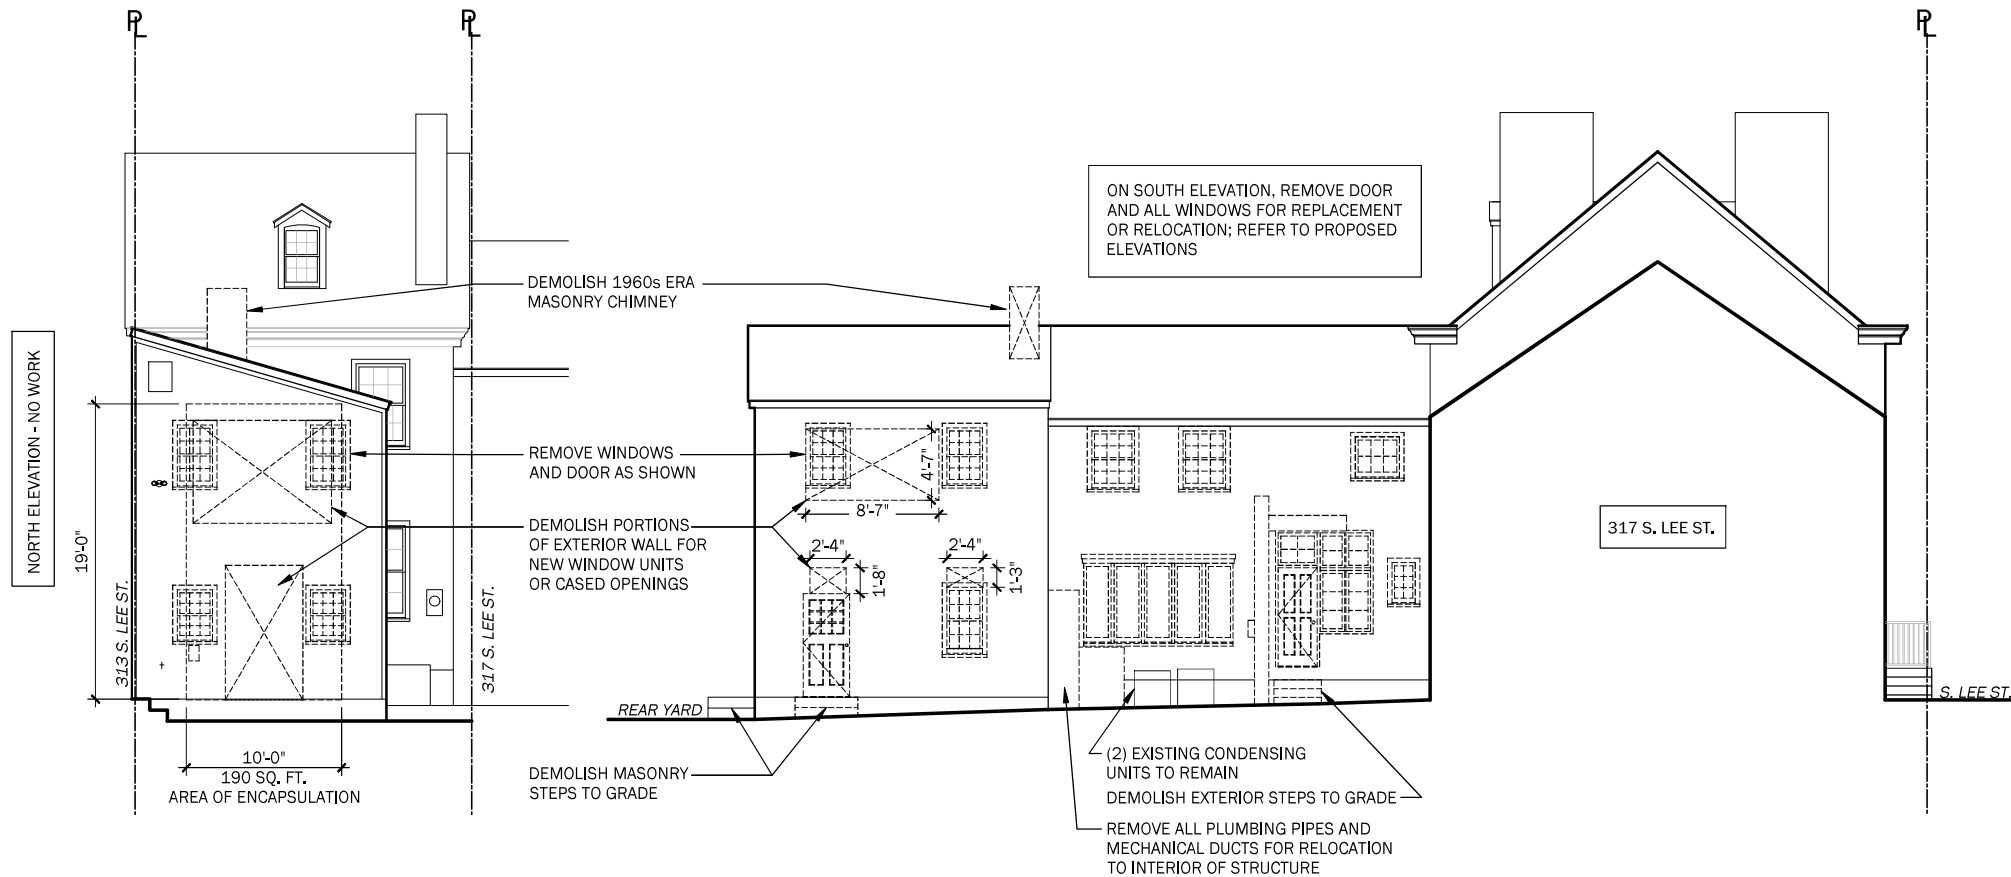 PL
PL
PL
NORTH ELEVATION - NO WORK
19'-0"
313 S. LEE ST.
317 S. LEE ST.
10'-0"
190 SQ. FT.
AREA OF ENCAPSULATION
DEMOLISH 1960s ERA
MASONRY CHIMNEY
REMOVE WINDOWS
AND DOOR AS SHOWN
DEMOLISH PORTIONS
OF EXTERIOR WALL FOR
NEW WINDOW UNITS
OR CASED OPENINGS
DEMOLISH MASONRY
STEPS TO GRADE
REAR YARD
4'-7"
8'-7"
2'-4"
1'-8"
2'-4"
1'-3"
ON SOUTH ELEVATION, REMOVE DOOR
AND ALL WINDOWS FOR REPLACEMENT
OR RELOCATION; REFER TO PROPOSED
ELEVATIONS
(2) EXISTING CONDENSING
UNITS TO REMAIN
DEMOLISH EXTERIOR STEPS TO GRADE
REMOVE ALL PLUMBING PIPES AND
MECHANICAL DUCTS FOR RELOCATION
TO INTERIOR OF STRUCTURE
317 S. LEE ST.
S. LEE ST.